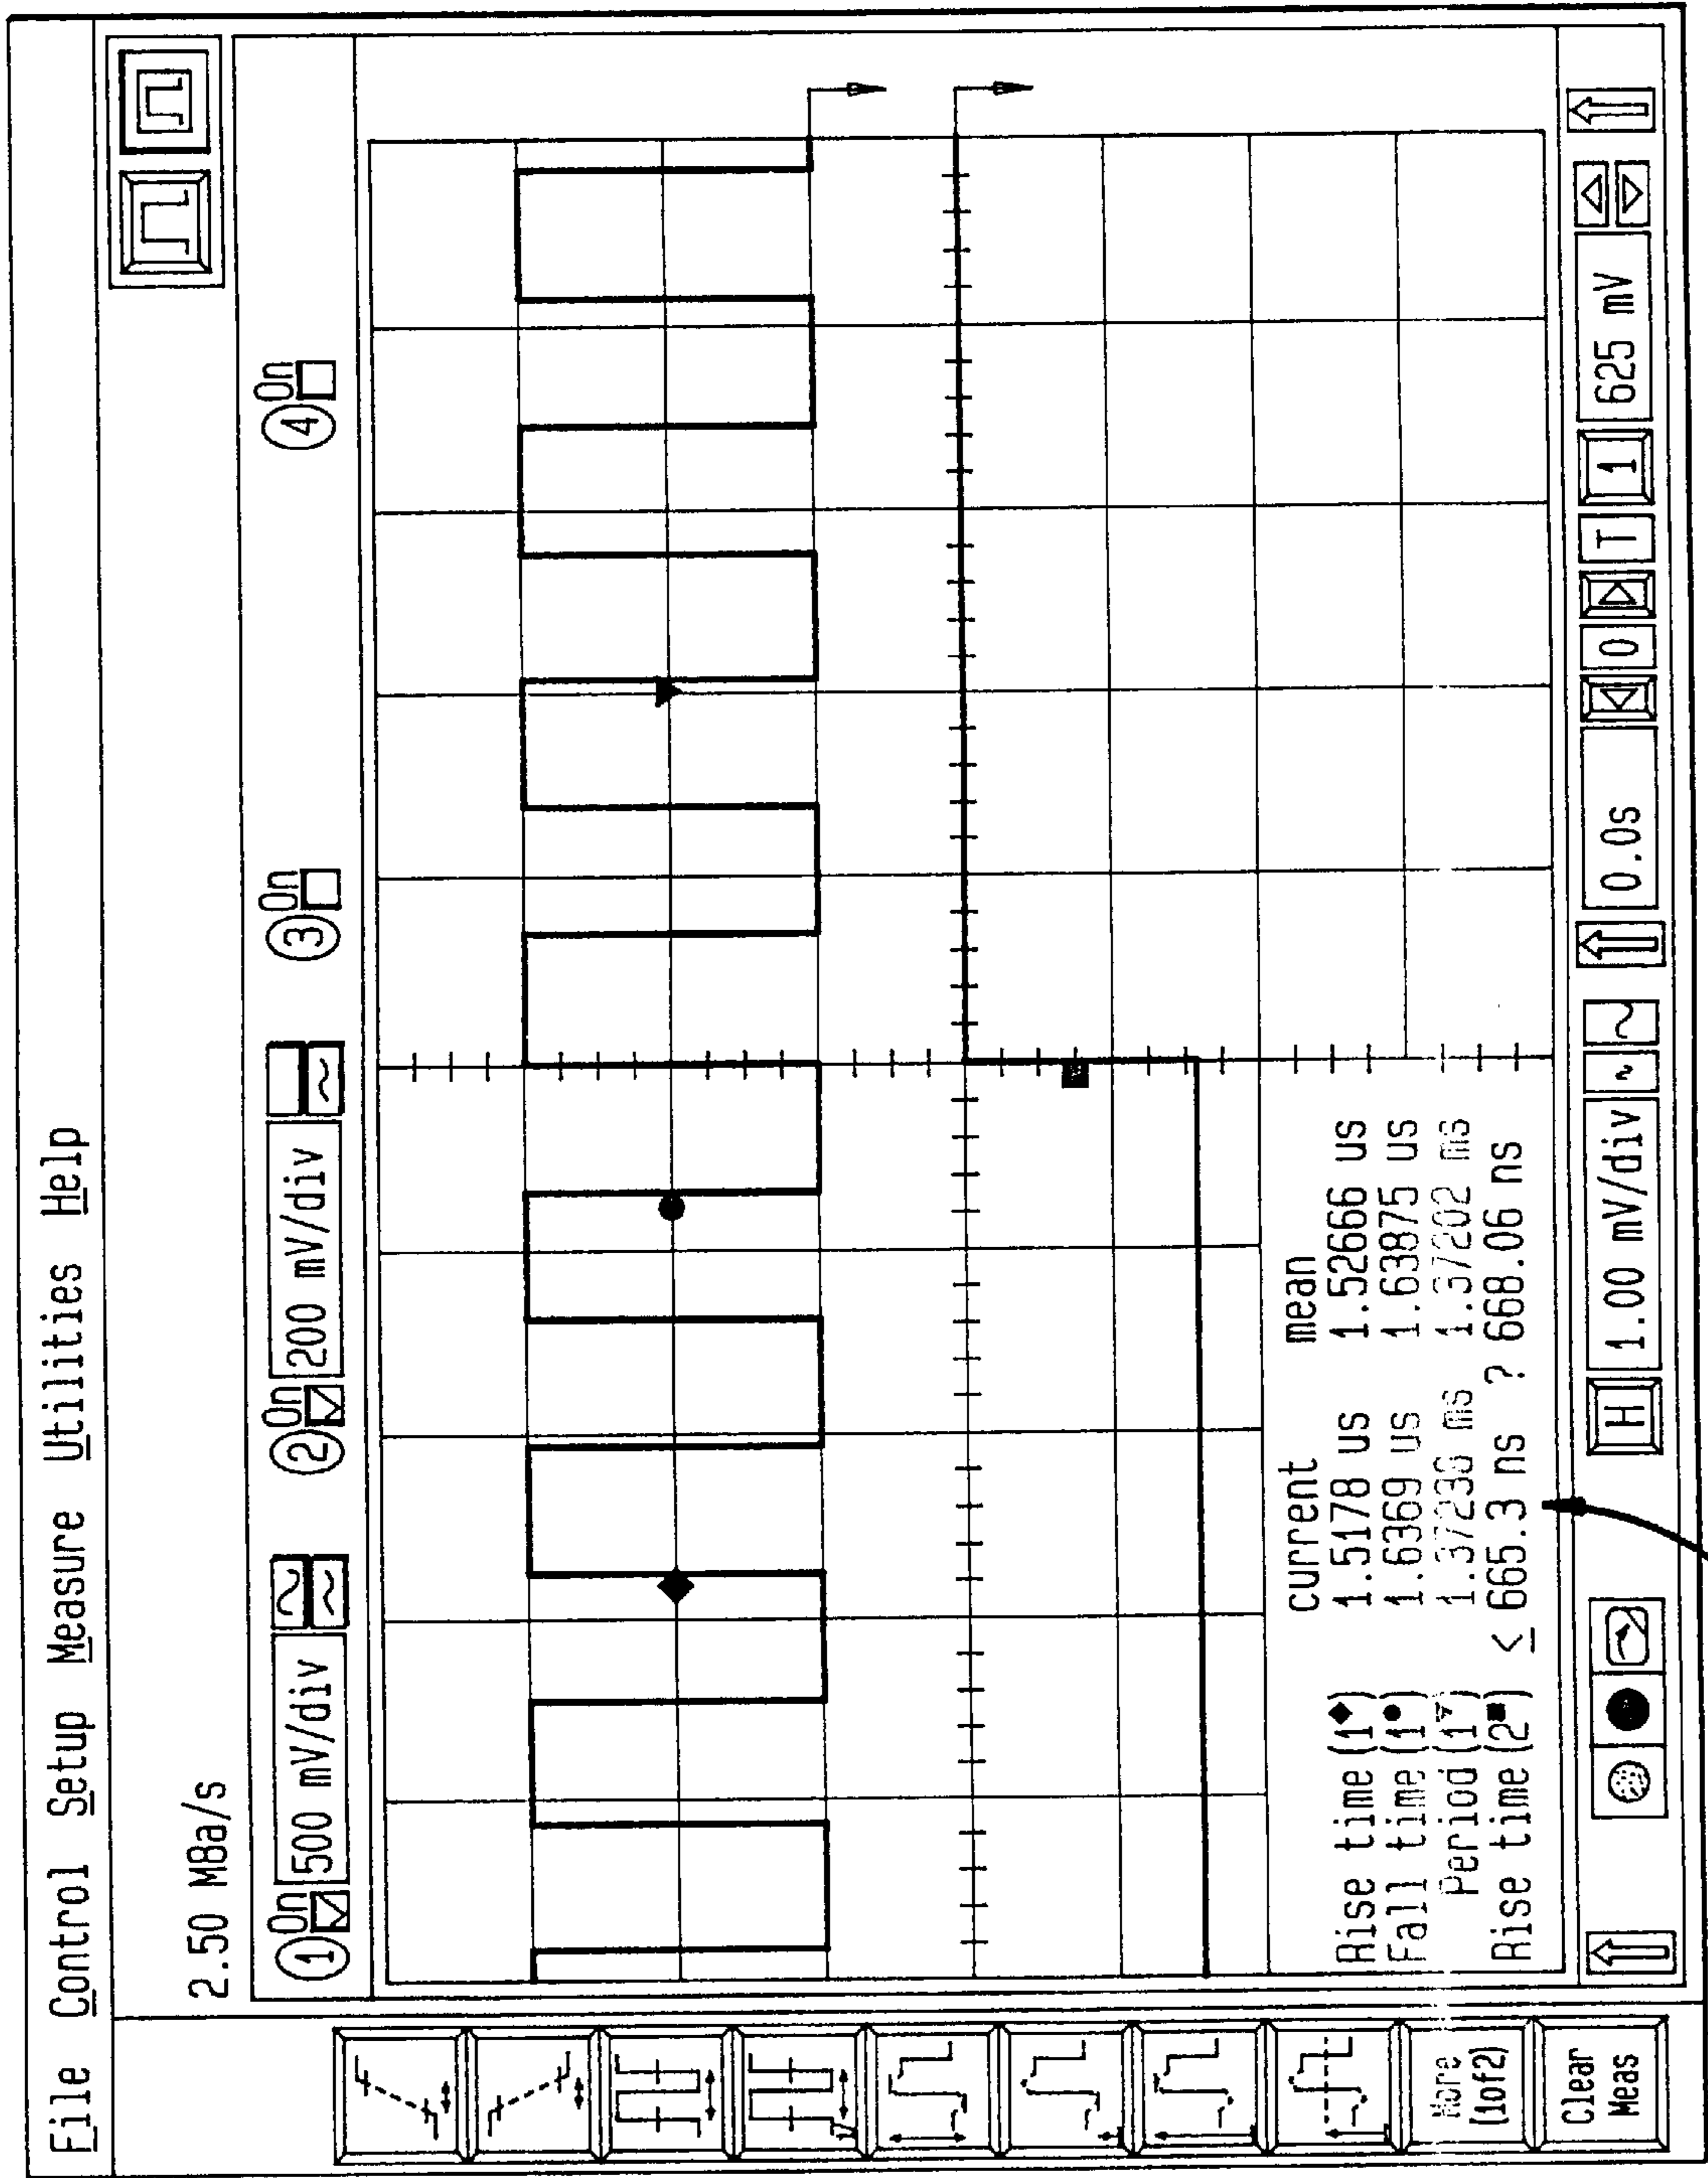 File Control Setup Measure Utilities Help
2.50 MBa/s
1 On 500 mV/div 2 On 200 mV/div 3 On 4 On
current mean
Rise time (1◆) 1.5178 us 1.52666 us
Fall time (1●) 1.6369 us 1.63875 us
Period (1▼) 1.37236 ms 1.37202 ms
Rise time (2■) ≤ 665.3 ns ? 668.06 ns
More
(1of2)
Clear
Meas
H 1.00 mV/div 0.0s 0 T 1 625 mV